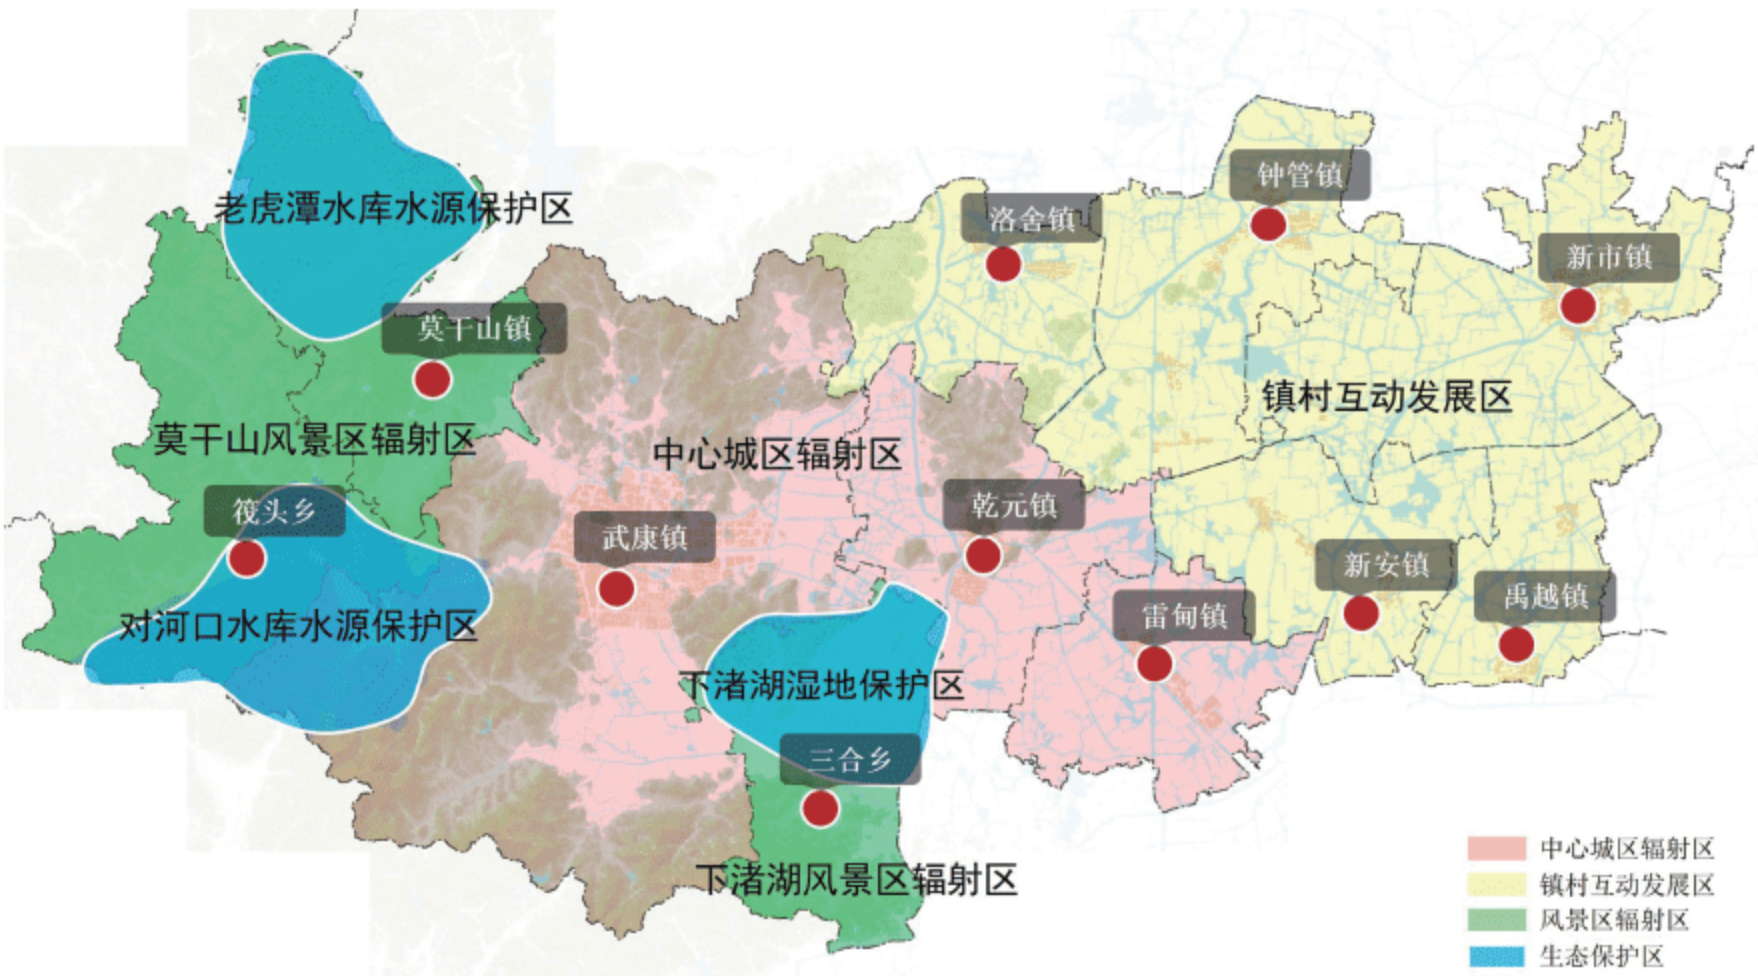 钟管镇
老虎潭水库水源保护区
洛舍镇
新市镇
莫干山镇
镇村互动发展区
莫干山风景区辐射区
中心城区辐射区
筏头乡
乾元镇
武康镇
新安镇
禹越镇
雷甸镇
对河口水库水源保护区
下渚湖湿地保护区
三合乡
下渚湖风景区辐射区
中心城区辐射区
镇村互动发展区
风景区辐射区
生态保护区